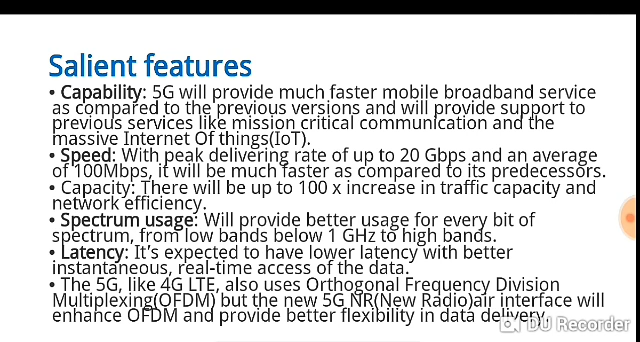 Salient features
• Capability: 5G will provide much faster mobile broadband service
as compared to the previous versions and will provide support to
previous services like mission critical communication and the
massive Internet Of things(IoT).
• Speed: With peak delivering rate of up to 20 Gbps and an average
of 100Mbps, it will be much faster as compared to its predecessors.
• Capacity: There will be up to 100 x increase in traffic capacity and
network efficiency.
• Spectrum usage: Will provide better usage for every bit of
spectrum, from low bands below 1 GHz to high bands.
• Latency: It's expected to have lower latency with better
instantaneous, real-time access of the data.
• The 5G, like 4G LTE, also uses Orthogonal Frequency Division
Multiplexing(OFDM) but the new 5G NR(New Radio)air interface will
enhance OFDM and provide better flexibility in data delivery.
DU Recorder